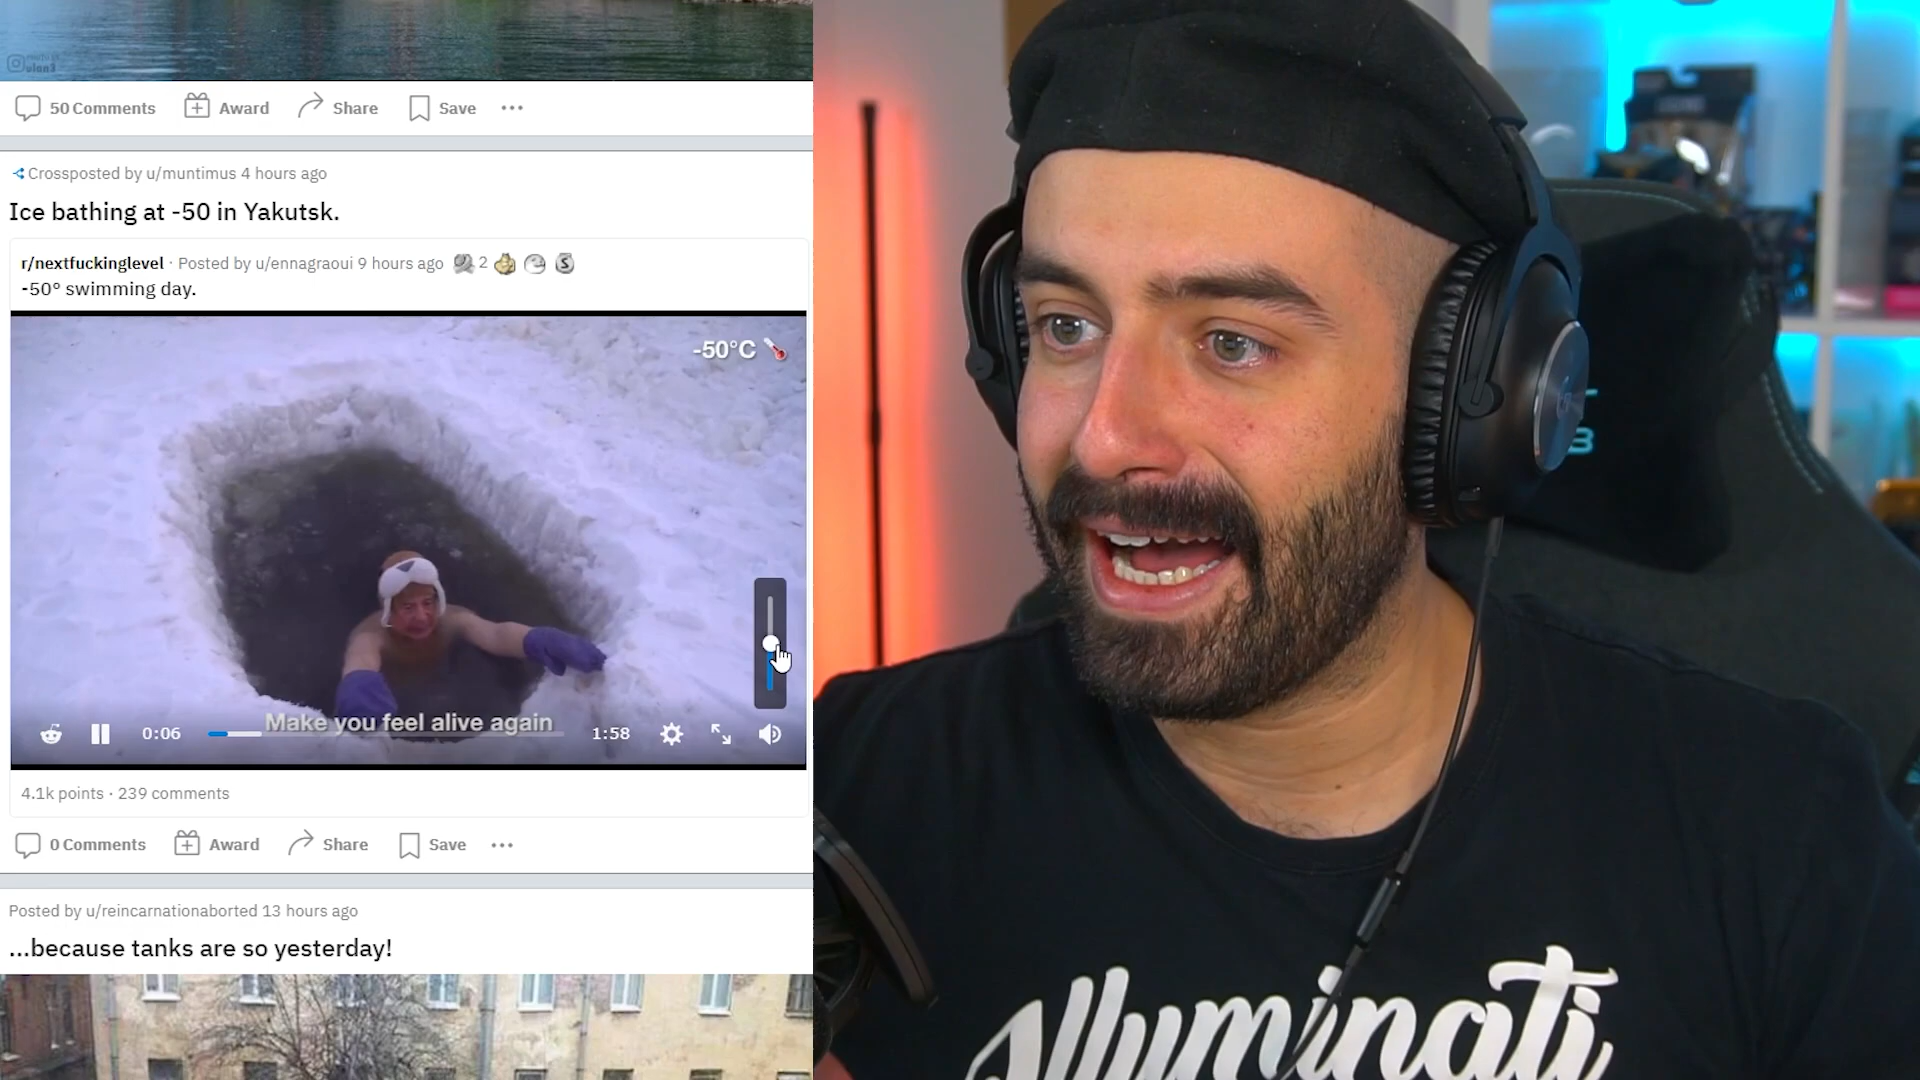 ulan3
50 Comments Award Share Save
Crossposted by u/muntimus 4 hours ago
Ice bathing at -50 in Yakutsk.
r/nextfuckinglevel · Posted by u/ennagraoui 9 hours ago 2 S
-50° swimming day.
-50°C
Make you feel alive again
0:06 1:58
4.1k points · 239 comments
0 Comments Award Share Save
Posted by u/reincarnationaborted 13 hours ago
...because tanks are so yesterday!
Illuminati